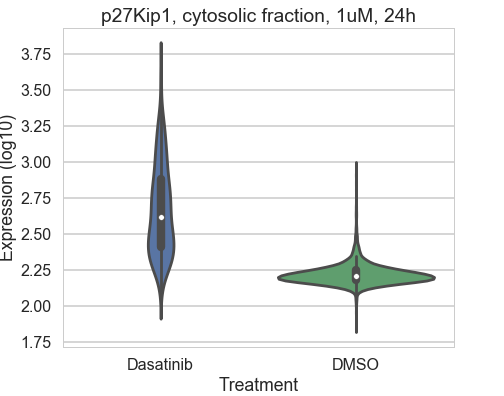 p27Kip1, cytosolic fraction, 1uM, 24h
Expression (log10)
3.75
3.50
3.25
3.00
2.75
2.50
2.25
2.00
1.75
Dasatinib
DMSO
Treatment